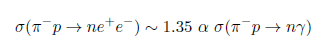 σ(π⁻p → ne⁺e⁻) ∼ 1.35 α σ(π⁻p → nγ)